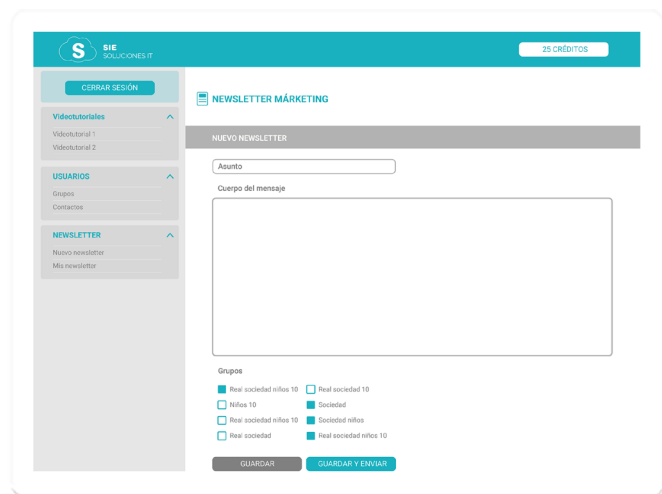 S
SIE
SOLUCIONES IT
25 CRÉDITOS
CERRAR SESIÓN
Videotutoriales
Videotutorial 1
Videotutorial 2
USUARIOS
Grupos
Contactos
NEWSLETTER
Nuevo newsletter
Mis newsletter
NEWSLETTER MÁRKETING
NUEVO NEWSLETTER
Asunto
Cuerpo del mensaje
Grupos
Real sociedad niños 10 Real sociedad 10
Niños 10 Sociedad
Real sociedad niños 10 Sociedad niños
Real sociedad Real sociedad niños 10
GUARDAR GUARDAR Y ENVIAR